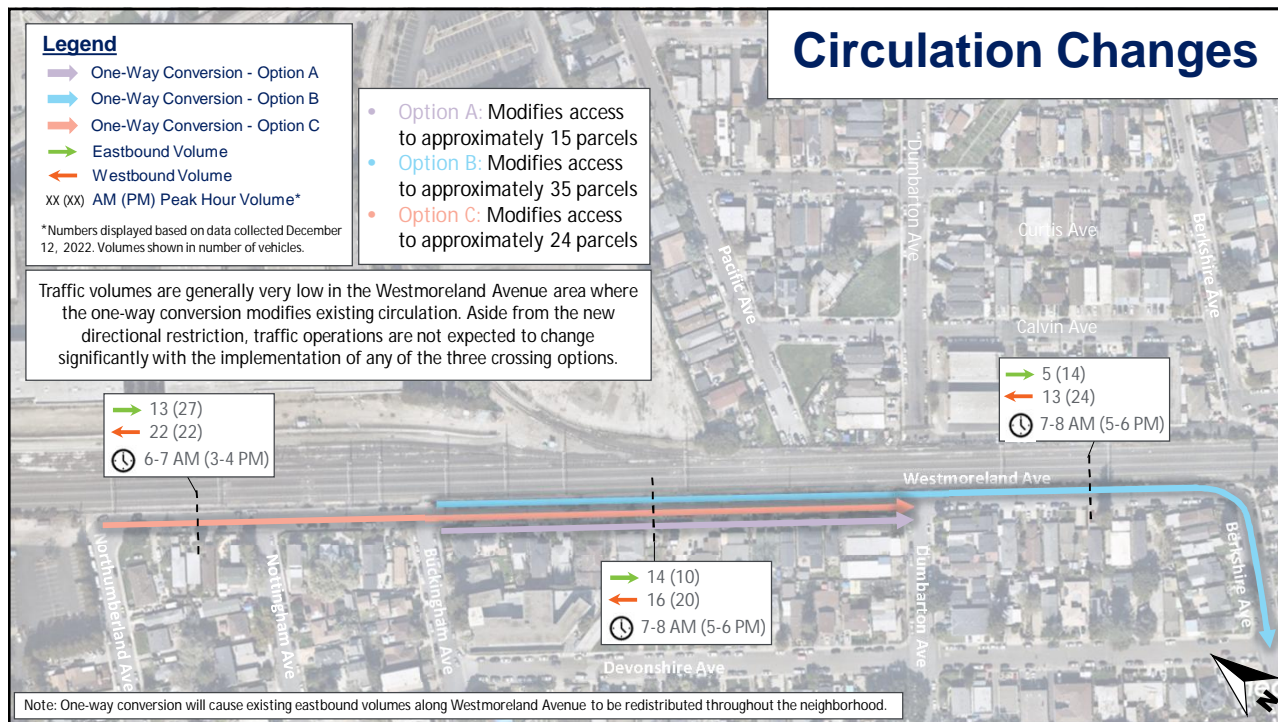 Circulation Changes
Legend
One-Way Conversion - Option A
One-Way Conversion - Option B
One-Way Conversion - Option C
Eastbound Volume
Westbound Volume
XX (XX) AM (PM) Peak Hour Volume*
*Numbers displayed based on data collected December
12, 2022. Volumes shown in number of vehicles.
• Option A: Modifies access
to approximately 15 parcels
• Option B: Modifies access
to approximately 35 parcels
• Option C: Modifies access
to approximately 24 parcels
Traffic volumes are generally very low in the Westmoreland Avenue area where
the one-way conversion modifies existing circulation. Aside from the new
directional restriction, traffic operations are not expected to change
significantly with the implementation of any of the three crossing options.
Pacific Ave
Dumbarton Ave
Curtis Ave
Berkshire Ave
Calvin Ave
13 (27)
22 (22)
6-7 AM (3-4 PM)
5 (14)
13 (24)
7-8 AM (5-6 PM)
Westmoreland Ave
Northumberland Ave
Nottingham Ave
Buckingham Ave
14 (10)
16 (20)
7-8 AM (5-6 PM)
Dumbarton Ave
Berkshire Ave
Devonshire Ave
N
Note: One-way conversion will cause existing eastbound volumes along Westmoreland Avenue to be redistributed throughout the neighborhood.